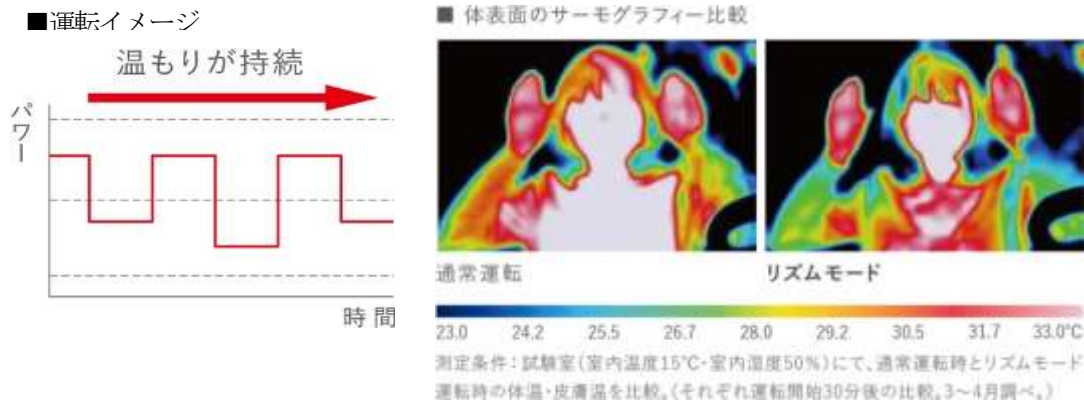 ■運転イメージ
温もりが持続
パワー
時間
■ 体表面のサーモグラフィー比較
通常運転
リズムモード
23.0 24.2 25.5 26.7 28.0 29.2 30.5 31.7 33.0℃
測定条件：試験室（室内温度15℃・室内湿度50％）にて、通常運転時とリズムモード
運転時の体温・皮膚温を比較。（それぞれ運転開始30分後の比較。3～4月調べ。）